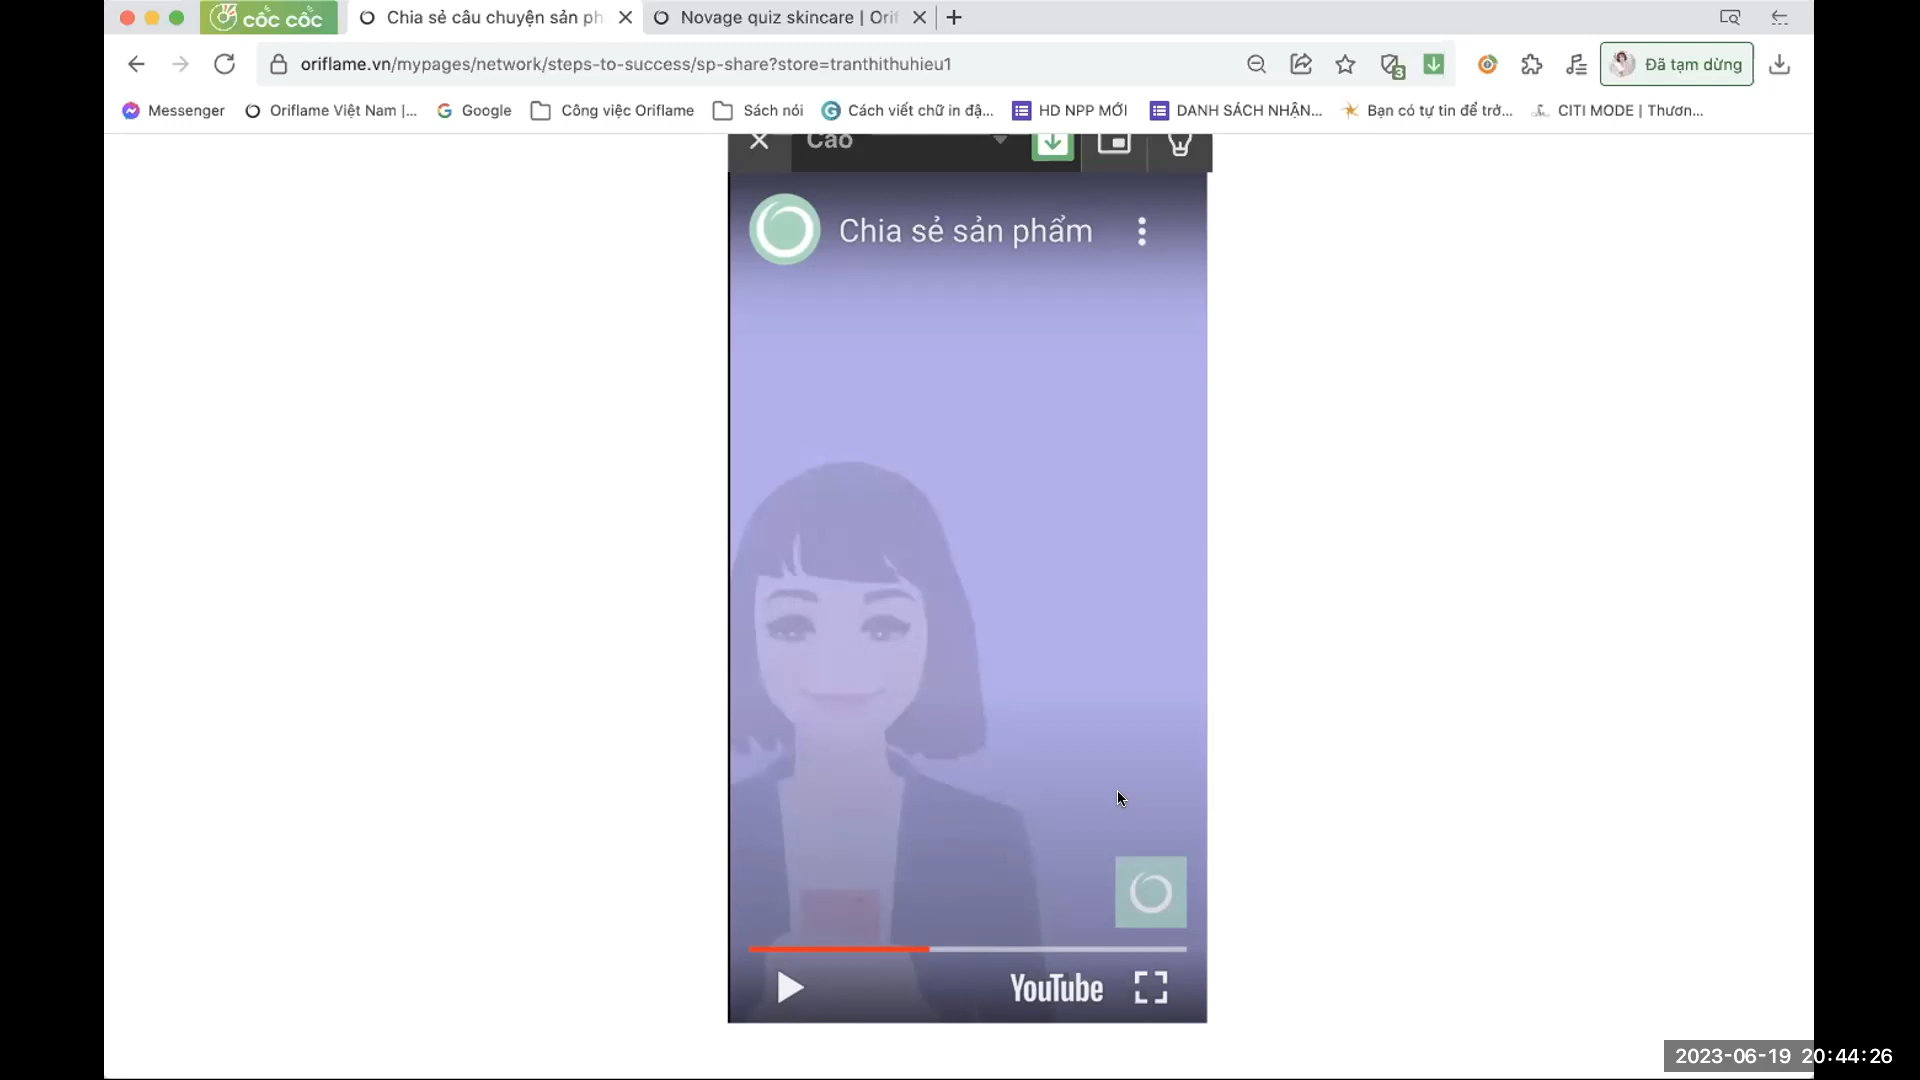 cốc cốc
Chia sẻ câu chuyện sản ph
Novage quiz skincare | Orif
oriflame.vn/mypages/network/steps-to-success/sp-share?store=tranthithuhieu1
3
Đã tạm dừng
Messenger
Oriflame Việt Nam |...
Google
Công việc Oriflame
Sách nói
Cách viết chữ in đậ...
HD NPP MỚI
DANH SÁCH NHẬN...
Bạn có tự tin để trở...
CITI MODE | Thươn...
Cao
Chia sẻ sản phẩm
YouTube
2023-06-19 20:44:26